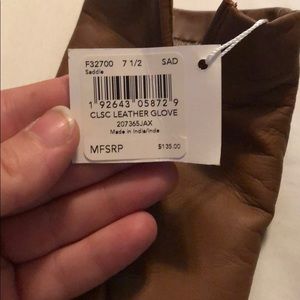 F32700 7 1/2 SAD
Saddle
1 92643 05872 9
CLSC LEATHER GLOVE
207365JAX
Made in India/Inde
MFSRP $135.00